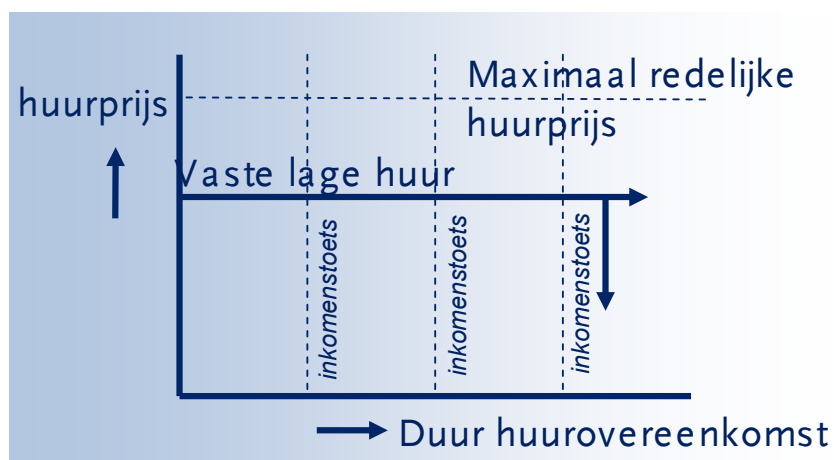 Maximaal redelijke
huurprijs
huurprijs
Vaste lage huur
inkomenstoets
inkomenstoets
inkomenstoets
Duur huurovereenkomst